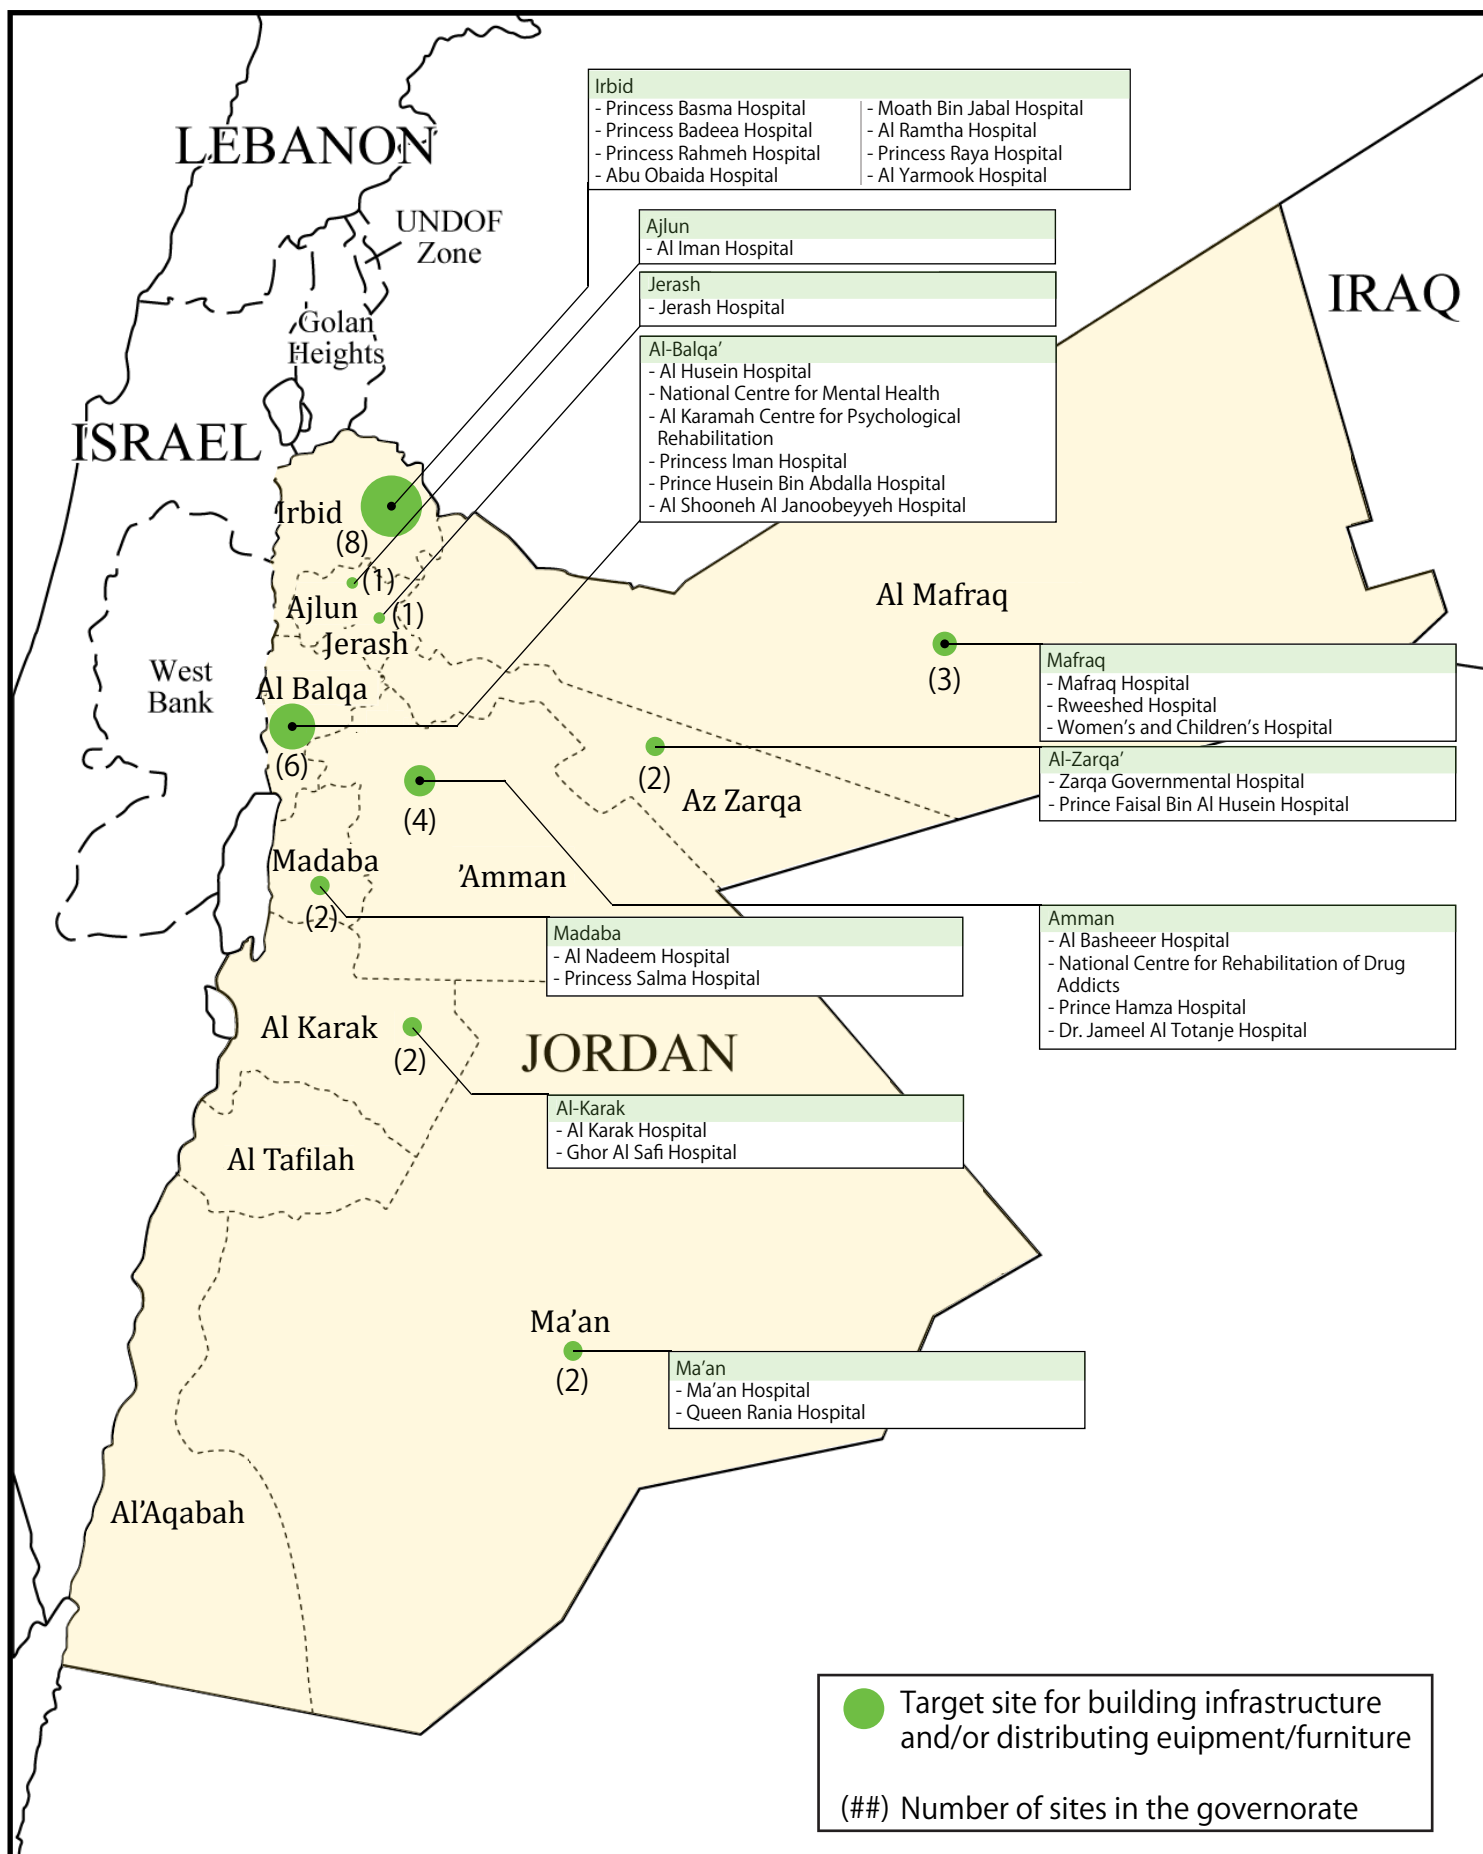 Irbid
- Princess Basma Hospital
- Princess Badeea Hospital
- Princess Rahmeh Hospital
- Abu Obaida Hospital
- Moath Bin Jabal Hospital
- Al Ramtha Hospital
- Princess Raya Hospital
- Al Yarmook Hospital
LEBANON
UNDOF
Zone
Ajlun
- Al Iman Hospital
Jerash
- Jerash Hospital
IRAQ
Golan
Heights
Al-Balqa’
- Al Husein Hospital
- National Centre for Mental Health
- Al Karamah Centre for Psychological
Rehabilitation
- Princess Iman Hospital
- Prince Husein Bin Abdalla Hospital
- Al Shooneh Al Janoobeyyeh Hospital
ISRAEL
Irbid
(8)
(1)
Ajlun
(1)
Jerash
Al Mafraq
(3)
West
Bank
Al Balqa
(6)
Mafraq
- Mafraq Hospital
- Rweeshed Hospital
- Women’s and Children’s Hospital
(2)
Az Zarqa
Al-Zarqa’
- Zarqa Governmental Hospital
- Prince Faisal Bin Al Husein Hospital
(4)
’Amman
Madaba
(2)
Madaba
- Al Nadeem Hospital
- Princess Salma Hospital
Amman
- Al Basheeer Hospital
- National Centre for Rehabilitation of Drug
Addicts
- Prince Hamza Hospital
- Dr. Jameel Al Totanje Hospital
Al Karak
(2)
JORDAN
Al-Karak
- Al Karak Hospital
- Ghor Al Safi Hospital
Al Tafilah
Ma’an
(2)
Ma’an
- Ma’an Hospital
- Queen Rania Hospital
Al’Aqabah
Target site for building infrastructure
and/or distributing euipment/furniture
(##) Number of sites in the governorate